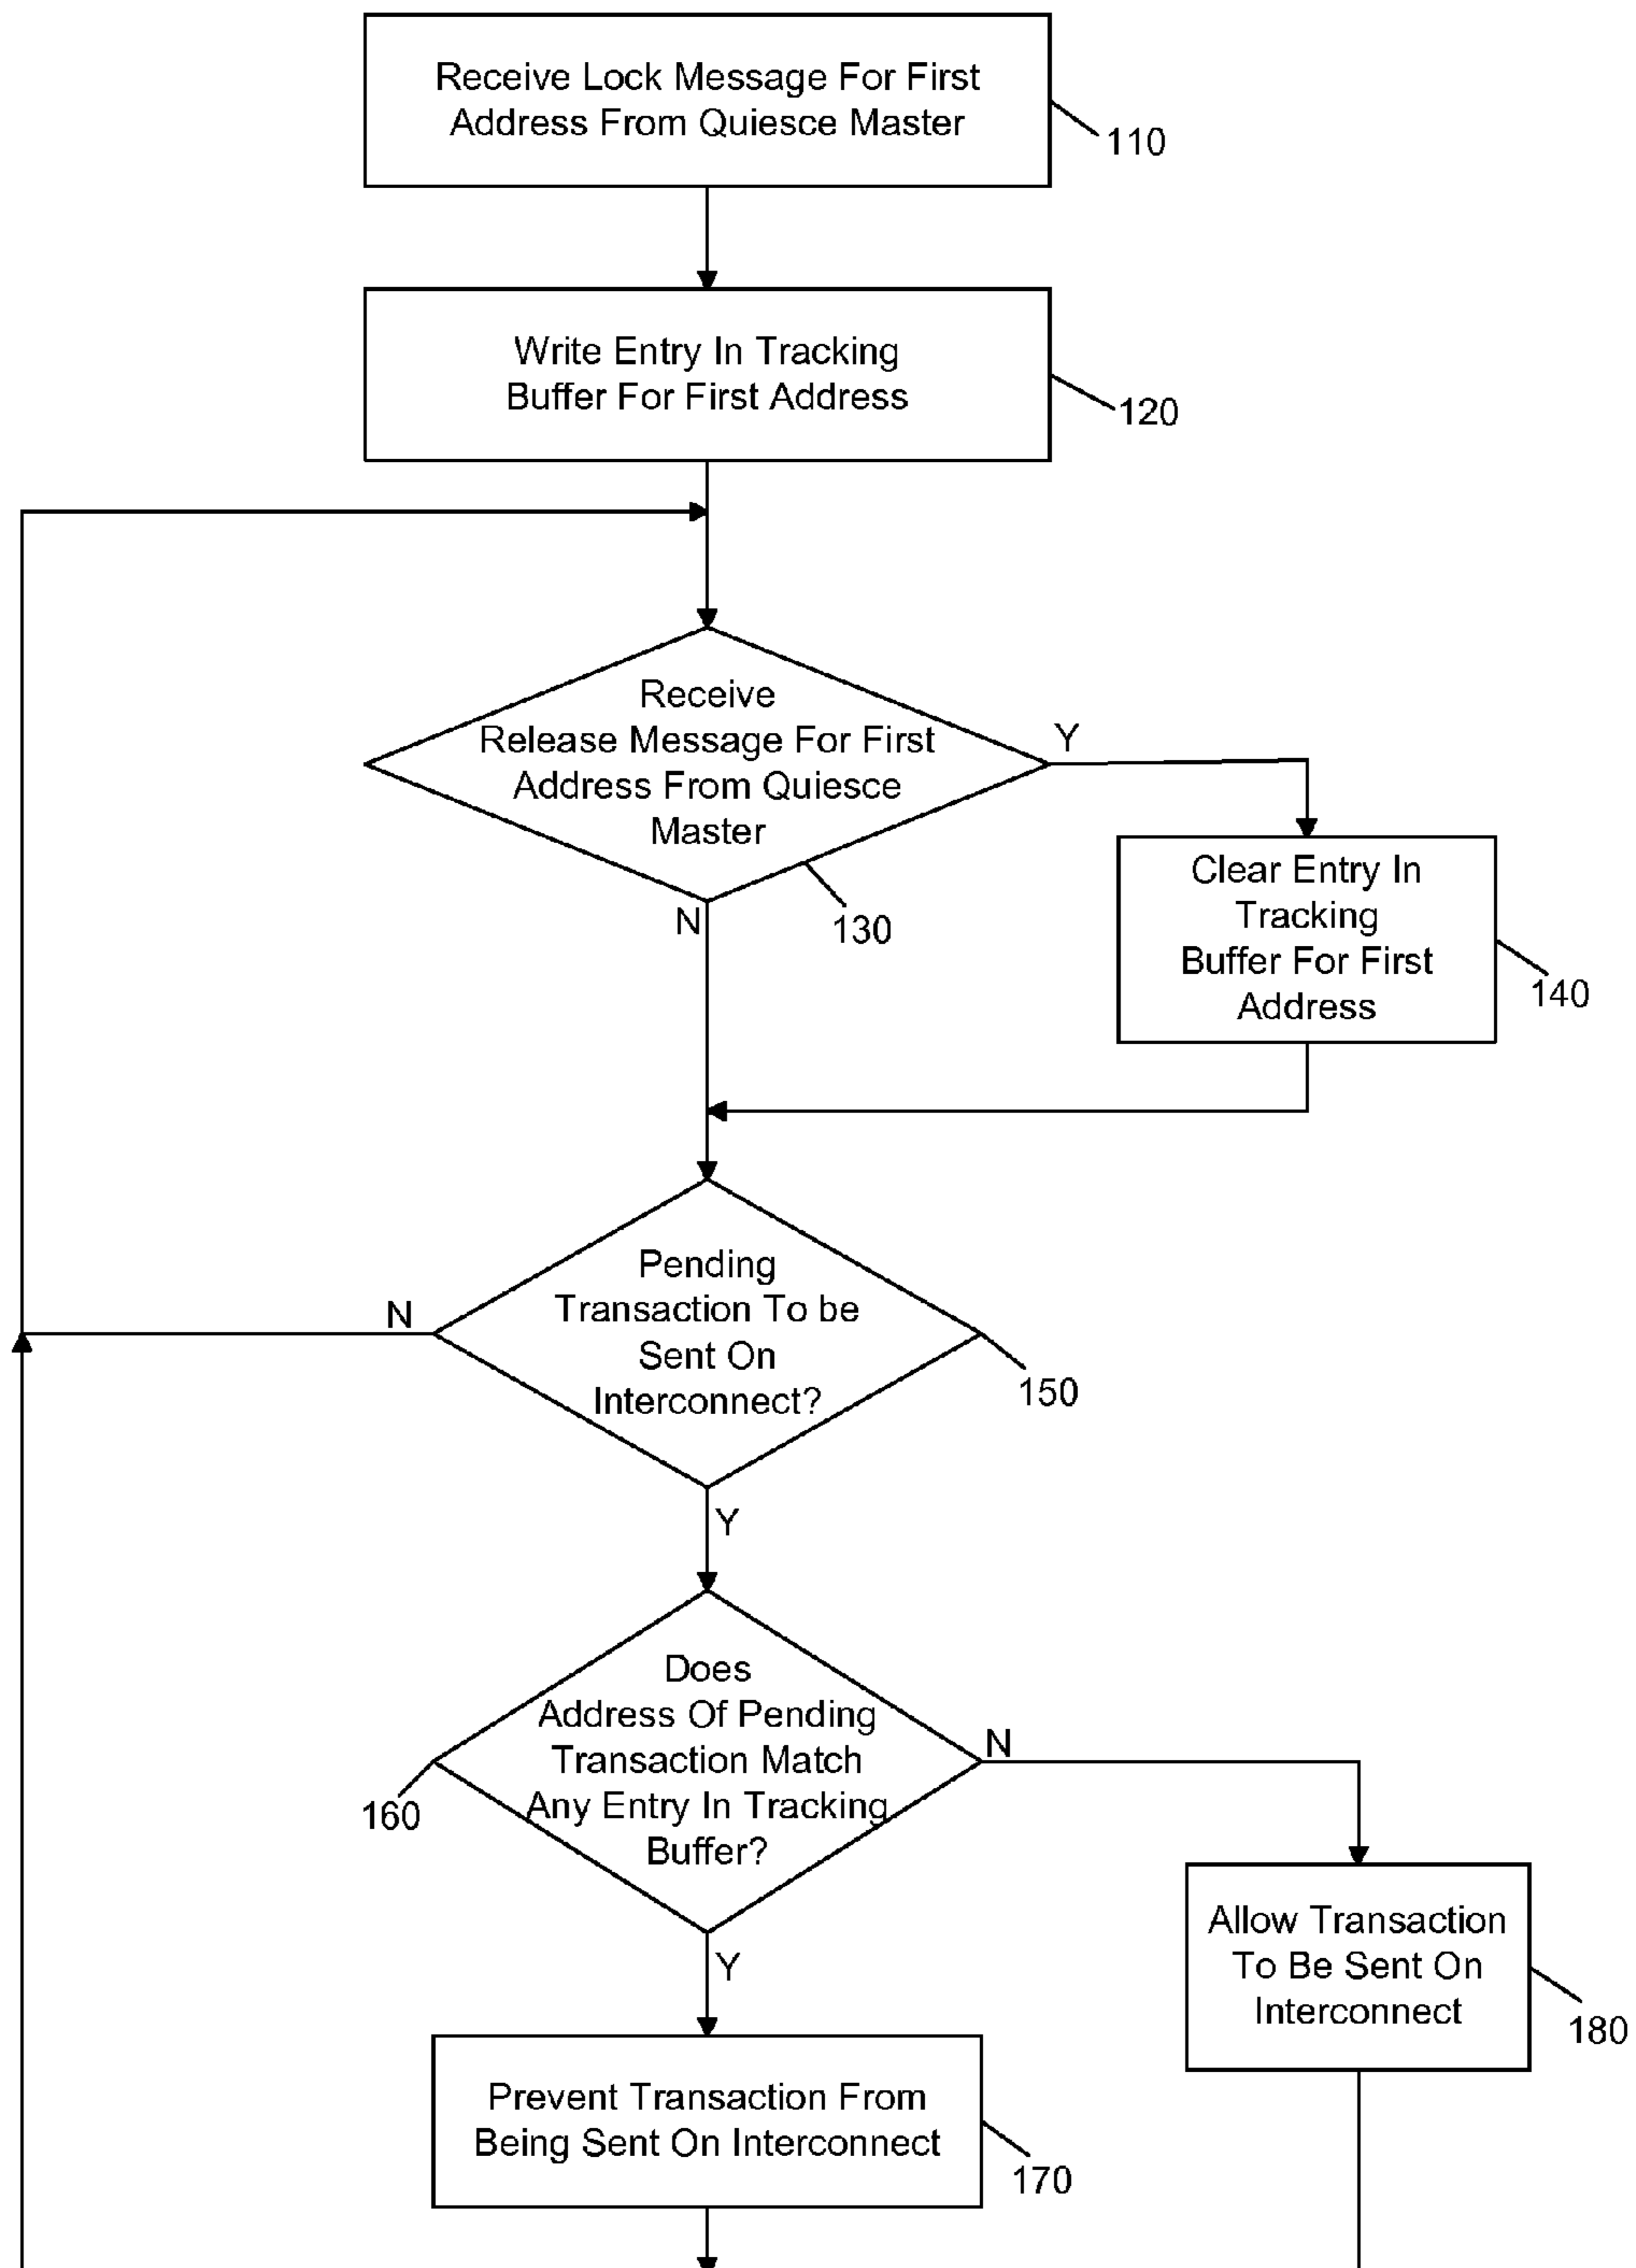 Receive Lock Message For First
Address From Quiesce Master
110
Write Entry In Tracking
Buffer For First Address
120
Receive
Release Message For First
Address From Quiesce
Master
Y
N
130
Clear Entry In
Tracking
Buffer For First
Address
140
Pending
Transaction To be
Sent On
Interconnect?
N
150
Y
Does
Address Of Pending
Transaction Match
Any Entry In Tracking
Buffer?
N
160
Y
Allow Transaction
To Be Sent On
Interconnect
180
Prevent Transaction From
Being Sent On Interconnect
170